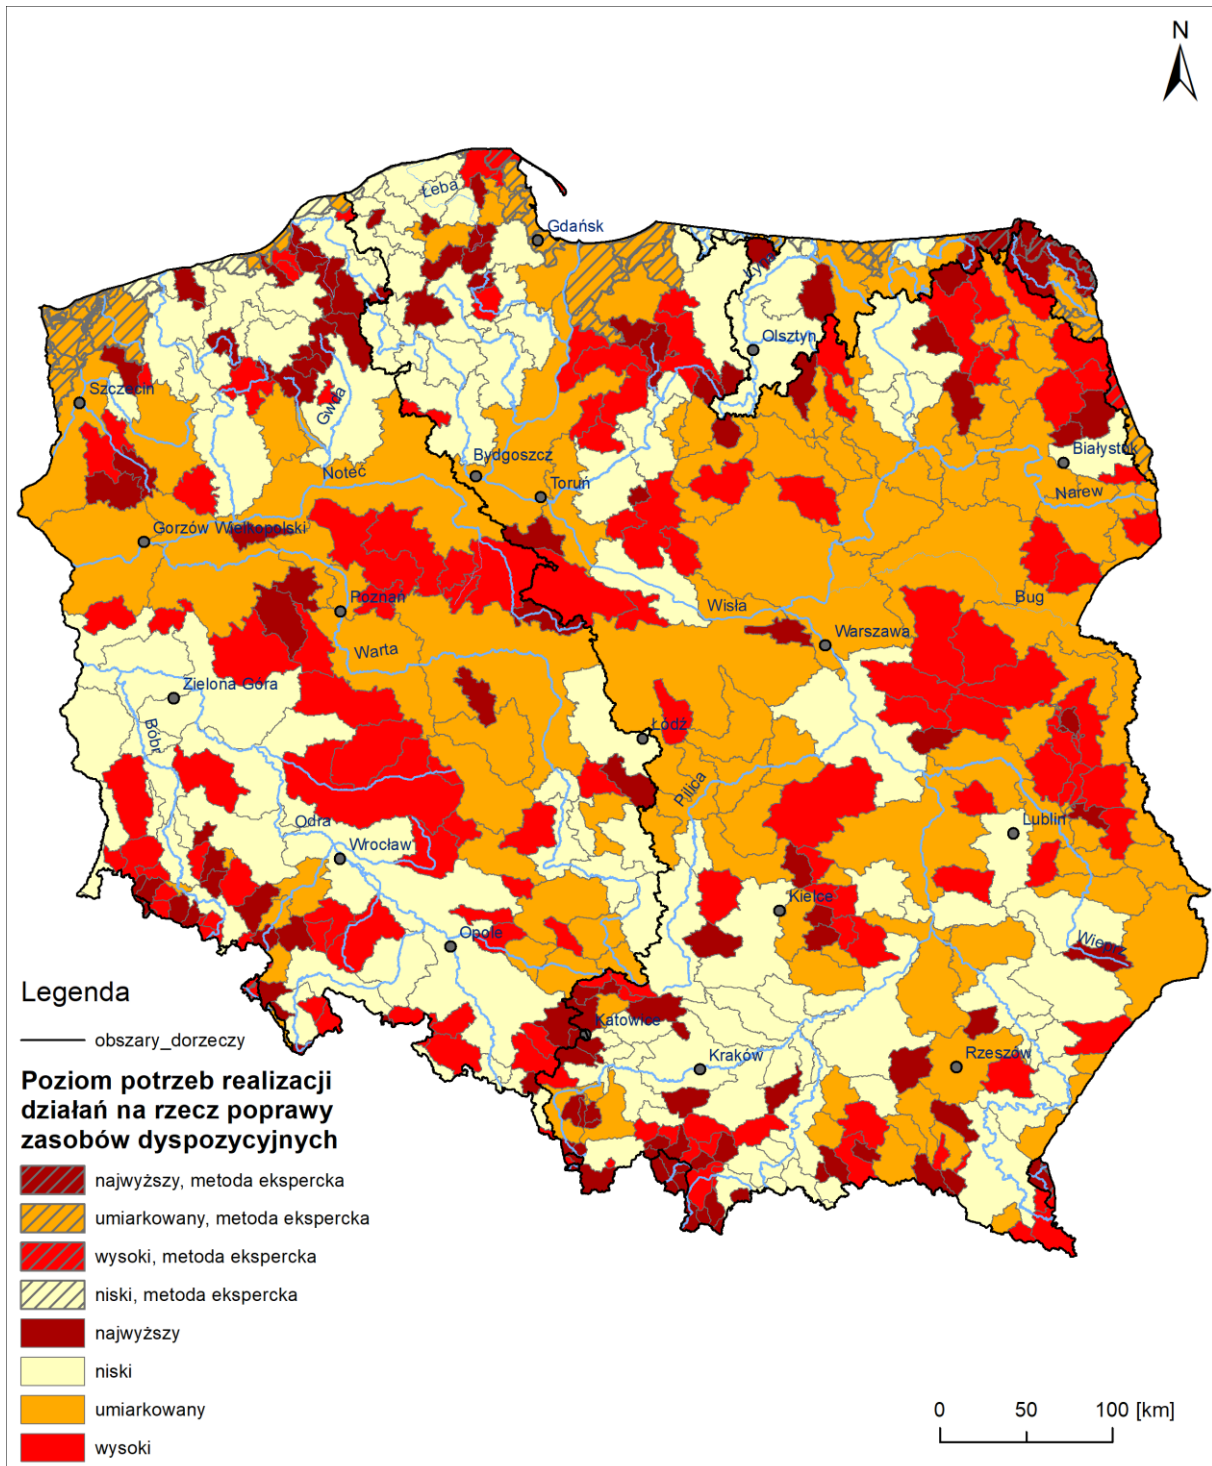 N
Łeba
Gdańsk
Łyna
Olsztyn
Szczecin
Gwda
Białystok
Bydgoszcz
Noteć
Toruń
Narew
Gorzów Wielkopolski
Bug
Poznań
Wisła
Warszawa
Warta
Zielona Góra
Bóbr
Łódź
Pilica
Odra
Lublin
Wrocław
Kielce
Opole
Wieprz
Legenda
obszary_dorzeczy
Katowice
Kraków
Rzeszów
Poziom potrzeb realizacji
działań na rzecz poprawy
zasobów dyspozycyjnych
najwyższy, metoda ekspercka
umiarkowany, metoda ekspercka
wysoki, metoda ekspercka
niski, metoda ekspercka
najwyższy
niski
umiarkowany
wysoki
0 50 100 [km]